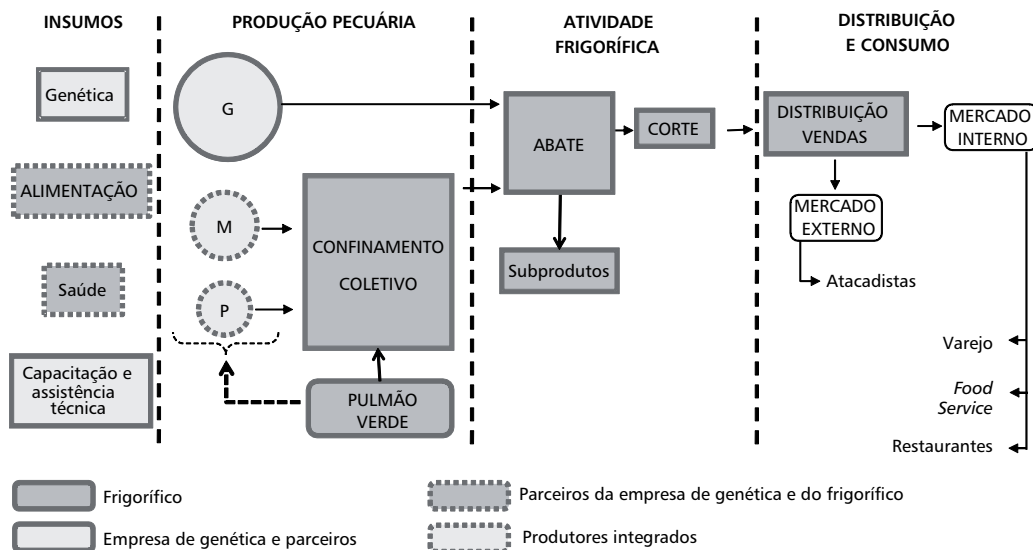 INSUMOS
PRODUÇÃO PECUÁRIA
ATIVIDADE
FRIGORÍFICA
DISTRIBUIÇÃO
E CONSUMO
Genética
ALIMENTAÇÃO
Saúde
Capacitação e
assistência
técnica
G
M
P
CONFINAMENTO
COLETIVO
PULMÃO
VERDE
ABATE
CORTE
Subprodutos
DISTRIBUIÇÃO
VENDAS
MERCADO
INTERNO
MERCADO
EXTERNO
Atacadistas
Varejo
Food
Service
Restaurantes
Frigorífico
Parceiros da empresa de genética e do frigorífico
Empresa de genética e parceiros
Produtores integrados